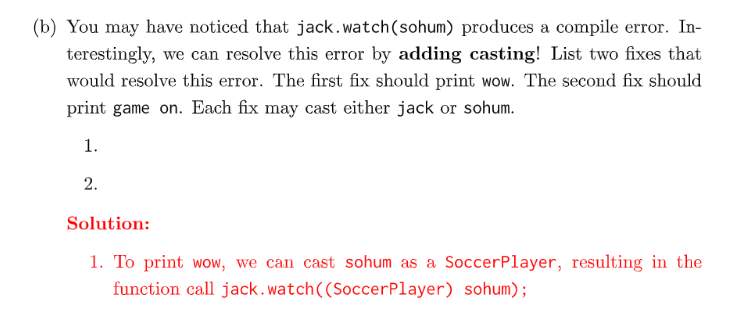 (b) You may have noticed that jack.watch(sohum) produces a compile error. In-
terestingly, we can resolve this error by adding casting! List two fixes that
would resolve this error. The first fix should print wow. The second fix should
print game on. Each fix may cast either jack or sohum.
1.
2.
Solution:
1. To print wow, we can cast sohum as a SoccerPlayer, resulting in the
function call jack.watch((SoccerPlayer) sohum);